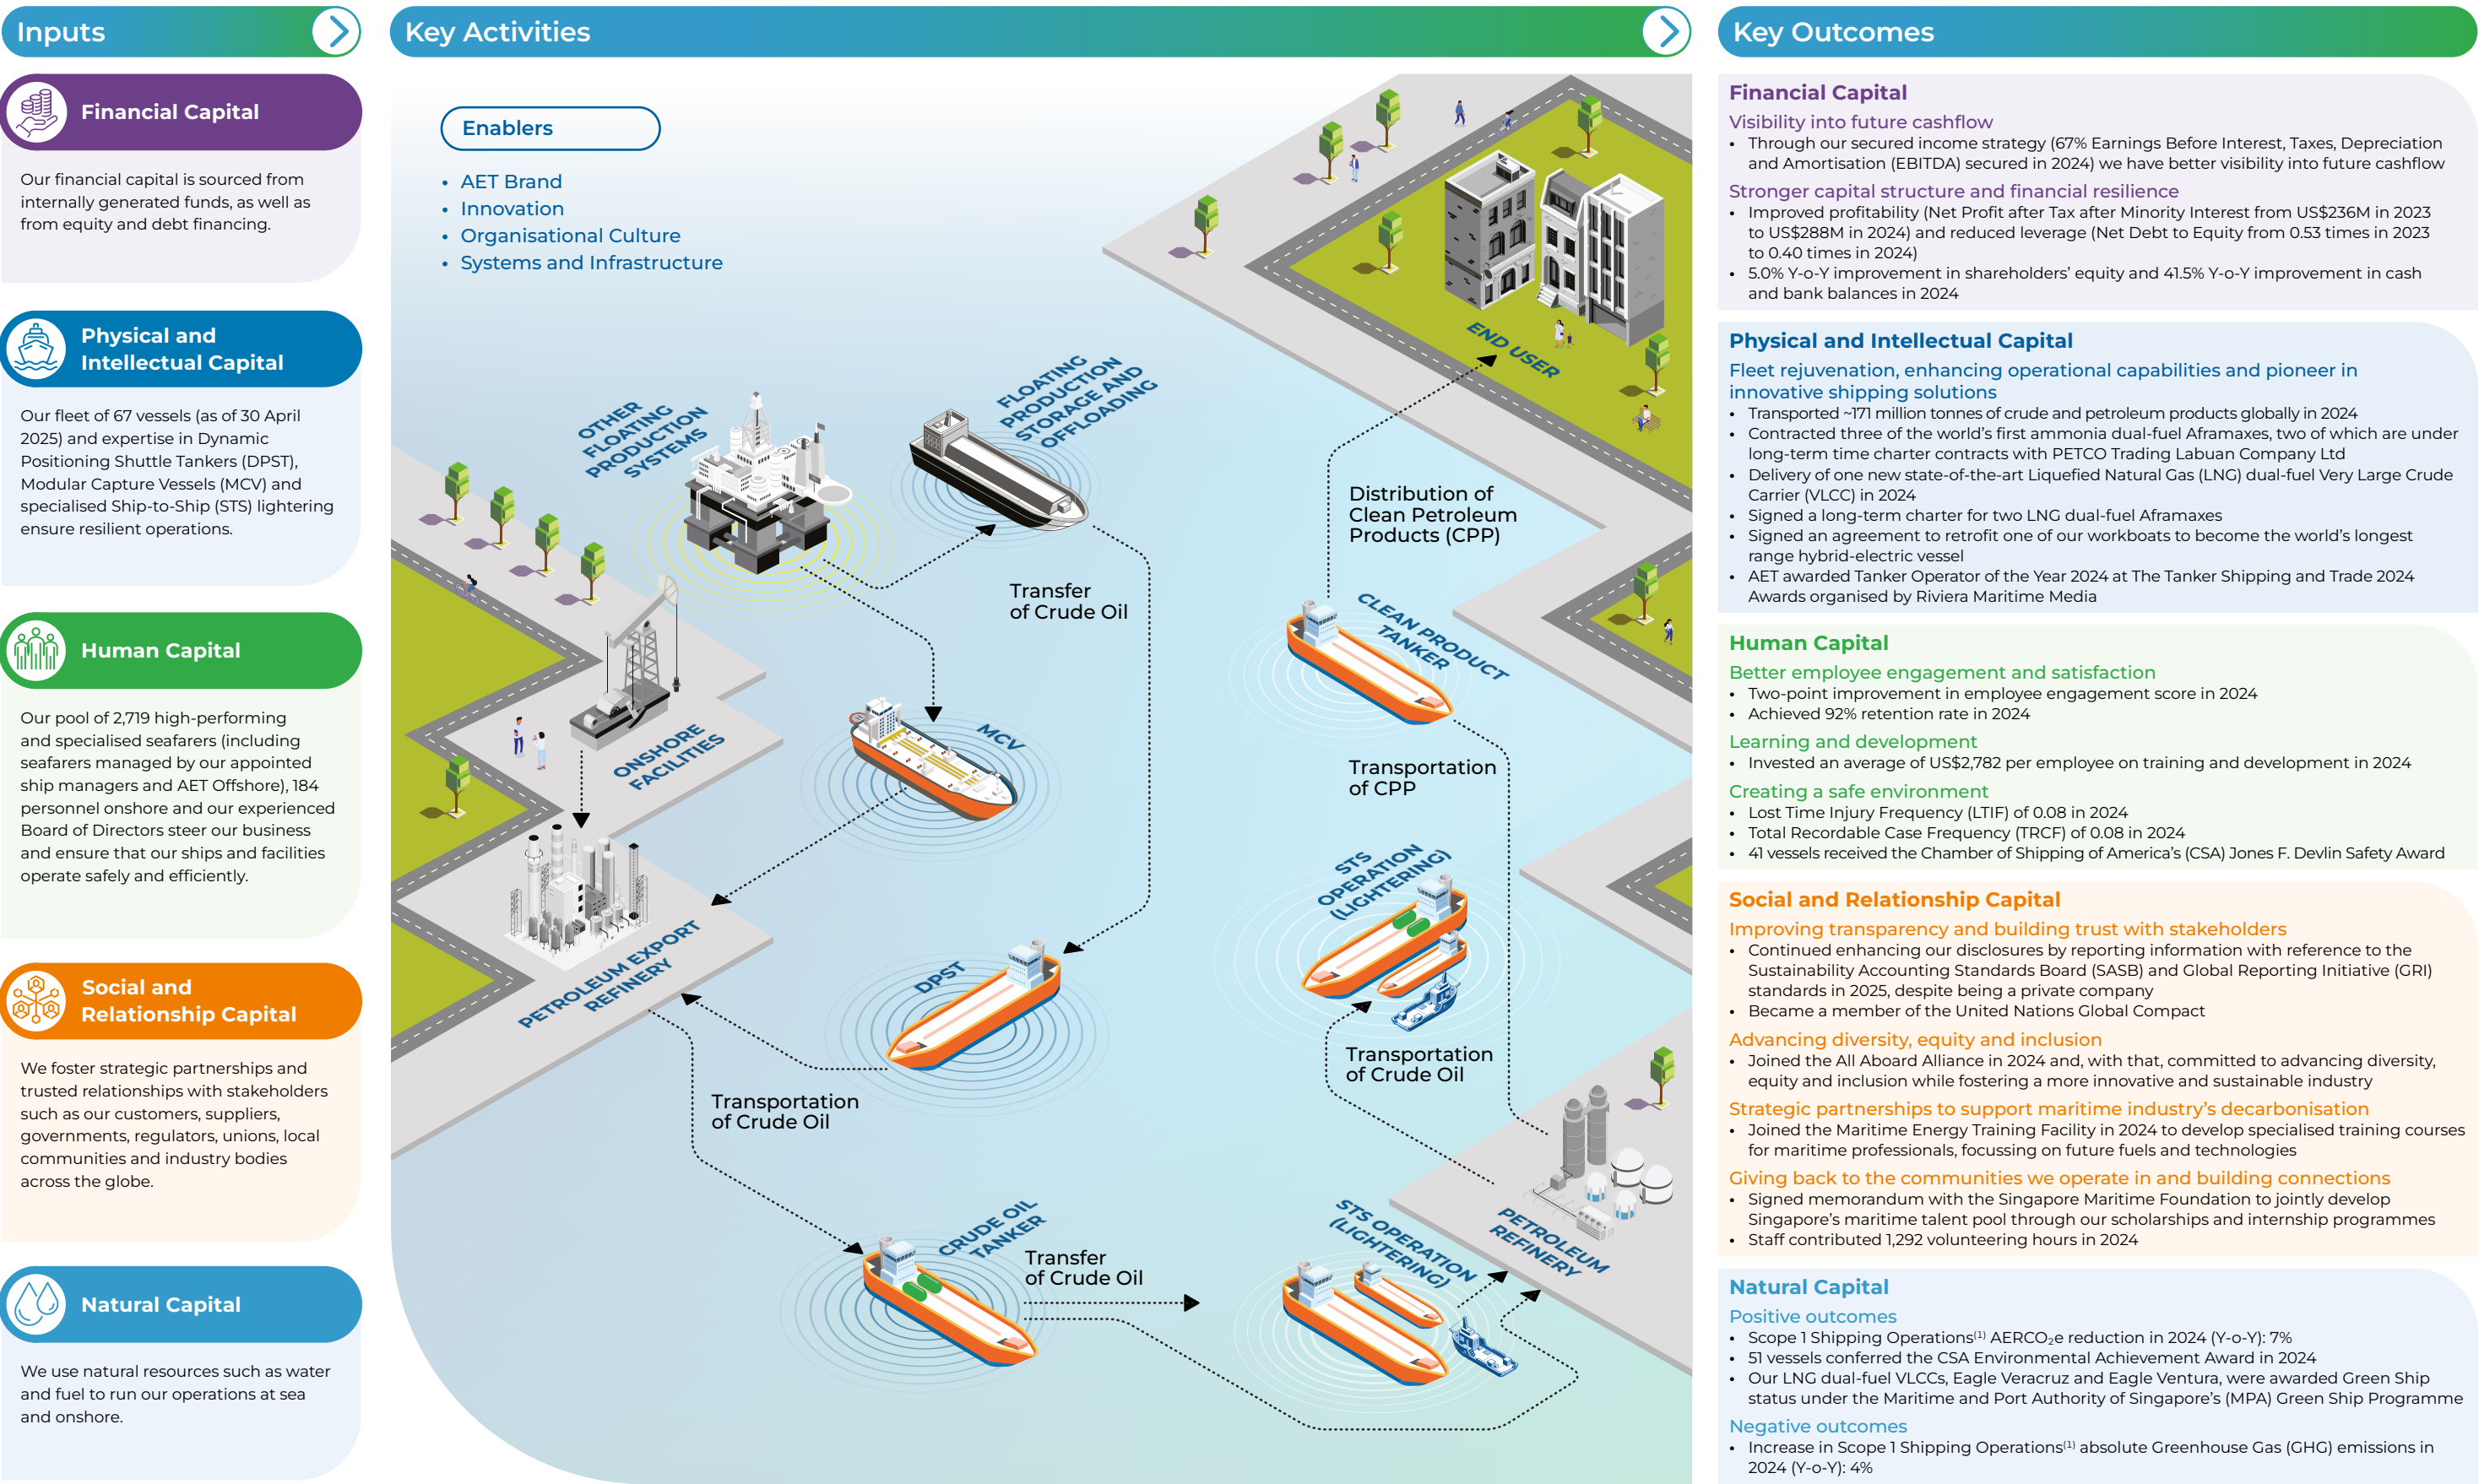 Inputs
Financial Capital
Our financial capital is sourced from
internally generated funds, as well as
from equity and debt financing.
Physical and
Intellectual Capital
Our fleet of 67 vessels (as of 30 April
2025) and expertise in Dynamic
Positioning Shuttle Tankers (DPST),
Modular Capture Vessels (MCV) and
specialised Ship-to-Ship (STS) lightering
ensure resilient operations.
Human Capital
Our pool of 2,719 high-performing
and specialised seafarers (including
seafarers managed by our appointed
ship managers and AET Offshore), 184
personnel onshore and our experienced
Board of Directors steer our business
and ensure that our ships and facilities
operate safely and efficiently.
Social and
Relationship Capital
We foster strategic partnerships and
trusted relationships with stakeholders
such as our customers, suppliers,
governments, regulators, unions, local
communities and industry bodies
across the globe.
Natural Capital
We use natural resources such as water
and fuel to run our operations at sea
and onshore.
Key Activities
Enablers
• AET Brand
• Innovation
• Organisational Culture
• Systems and Infrastructure
OTHER
FLOATING
PRODUCTION
SYSTEMS
FLOATING
PRODUCTION
STORAGE AND
OFFLOADING
END USER
Distribution of
Clean Petroleum
Products (CPP)
Transfer
of Crude Oil
CLEAN PRODUCT
TANKER
ONSHORE
FACILITIES
MCV
Transportation
of CPP
STS
OPERATION
(LIGHTERING)
PETROLEUM EXPORT
REFINERY
DPST
Transportation
of Crude Oil
Transportation
of Crude Oil
CRUDE OIL
TANKER
Transfer
of Crude Oil
STS OPERATION
(LIGHTERING)
PETROLEUM
REFINERY
Key Outcomes
Financial Capital
Visibility into future cashflow
• Through our secured income strategy (67% Earnings Before Interest, Taxes, Depreciation
and Amortisation (EBITDA) secured in 2024) we have better visibility into future cashflow
Stronger capital structure and financial resilience
• Improved profitability (Net Profit after Tax after Minority Interest from US$236M in 2023
to US$288M in 2024) and reduced leverage (Net Debt to Equity from 0.53 times in 2023
to 0.40 times in 2024)
• 5.0% Y-o-Y improvement in shareholders' equity and 41.5% Y-o-Y improvement in cash
and bank balances in 2024
Physical and Intellectual Capital
Fleet rejuvenation, enhancing operational capabilities and pioneer in
innovative shipping solutions
• Transported ~171 million tonnes of crude and petroleum products globally in 2024
• Contracted three of the world's first ammonia dual-fuel Aframaxes, two of which are under
long-term time charter contracts with PETCO Trading Labuan Company Ltd
• Delivery of one new state-of-the-art Liquefied Natural Gas (LNG) dual-fuel Very Large Crude
Carrier (VLCC) in 2024
• Signed a long-term charter for two LNG dual-fuel Aframaxes
• Signed an agreement to retrofit one of our workboats to become the world's longest
range hybrid-electric vessel
• AET awarded Tanker Operator of the Year 2024 at The Tanker Shipping and Trade 2024
Awards organised by Riviera Maritime Media
Human Capital
Better employee engagement and satisfaction
• Two-point improvement in employee engagement score in 2024
• Achieved 92% retention rate in 2024
Learning and development
• Invested an average of US$2,782 per employee on training and development in 2024
Creating a safe environment
• Lost Time Injury Frequency (LTIF) of 0.08 in 2024
• Total Recordable Case Frequency (TRCF) of 0.08 in 2024
• 41 vessels received the Chamber of Shipping of America's (CSA) Jones F. Devlin Safety Award
Social and Relationship Capital
Improving transparency and building trust with stakeholders
• Continued enhancing our disclosures by reporting information with reference to the
Sustainability Accounting Standards Board (SASB) and Global Reporting Initiative (GRI)
standards in 2025, despite being a private company
• Became a member of the United Nations Global Compact
Advancing diversity, equity and inclusion
• Joined the All Aboard Alliance in 2024 and, with that, committed to advancing diversity,
equity and inclusion while fostering a more innovative and sustainable industry
Strategic partnerships to support maritime industry's decarbonisation
• Joined the Maritime Energy Training Facility in 2024 to develop specialised training courses
for maritime professionals, focussing on future fuels and technologies
Giving back to the communities we operate in and building connections
• Signed memorandum with the Singapore Maritime Foundation to jointly develop
Singapore's maritime talent pool through our scholarships and internship programmes
• Staff contributed 1,292 volunteering hours in 2024
Natural Capital
Positive outcomes
• Scope 1 Shipping Operations⁽¹⁾ AERCO₂e reduction in 2024 (Y-o-Y): 7%
• 51 vessels conferred the CSA Environmental Achievement Award in 2024
• Our LNG dual-fuel VLCCs, Eagle Veracruz and Eagle Ventura, were awarded Green Ship
status under the Maritime and Port Authority of Singapore's (MPA) Green Ship Programme
Negative outcomes
• Increase in Scope 1 Shipping Operations⁽¹⁾ absolute Greenhouse Gas (GHG) emissions in
2024 (Y-o-Y): 4%